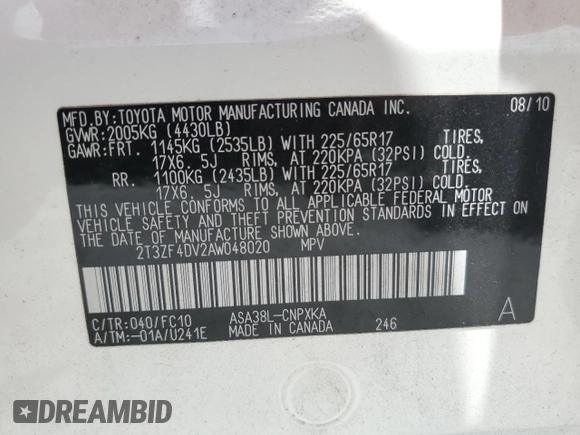 MFD.BY:TOYOTA MOTOR MANUFACTURING CANADA INC. 08/10
GVWR:2005KG (4430LB)
GAWR:FRT. 1145KG (2535LB) WITH 225/65R17 TIRES,
17X6. 5J RIMS, AT 220KPA (32PSI) COLD.
RR. 1100KG (2435LB) WITH 225/65R17 TIRES,
17X6. 5J RIMS, AT 220KPA (32PSI) COLD.
THIS VEHICLE CONFORMS TO ALL APPLICABLE FEDERAL MOTOR
VEHICLE SAFETY AND THEFT PREVENTION STANDARDS IN EFFECT ON
THE DATE OF MANUFACTURE SHOWN ABOVE.
2T3ZF4DV2AW048020 MPV
C/TR:040/FC10 ASA38L-CNPXKA A
A/TM:-01A/U241E MADE IN CANADA 246
DREAMBID